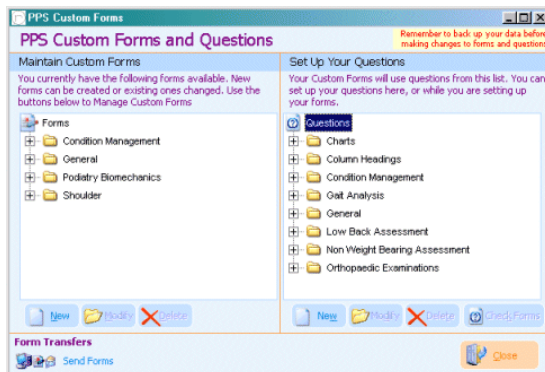 PPS Custom Forms
PPS Custom Forms and Questions
Remember to back up your data before
making changes to forms and questions
Maintain Custom Forms
You currently have the following forms available. New
forms can be created or existing ones changed. Use the
buttons below to Manage Custom Forms
Forms
Condition Management
General
Podiatry Biomechanics
Shoulder
New
Modify
Delete
Set Up Your Questions
Your Custom Forms will use questions from this list. You can
set up your questions here, or while you are setting up
your forms.
Questions
Charts
Column Headings
Condition Management
Gait Analysis
General
Low Back Assessment
Non Weight Bearing Assessment
Orthopaedic Examinations
New
Modify
Delete
Check Forms
Form Transfers
Send Forms
Close